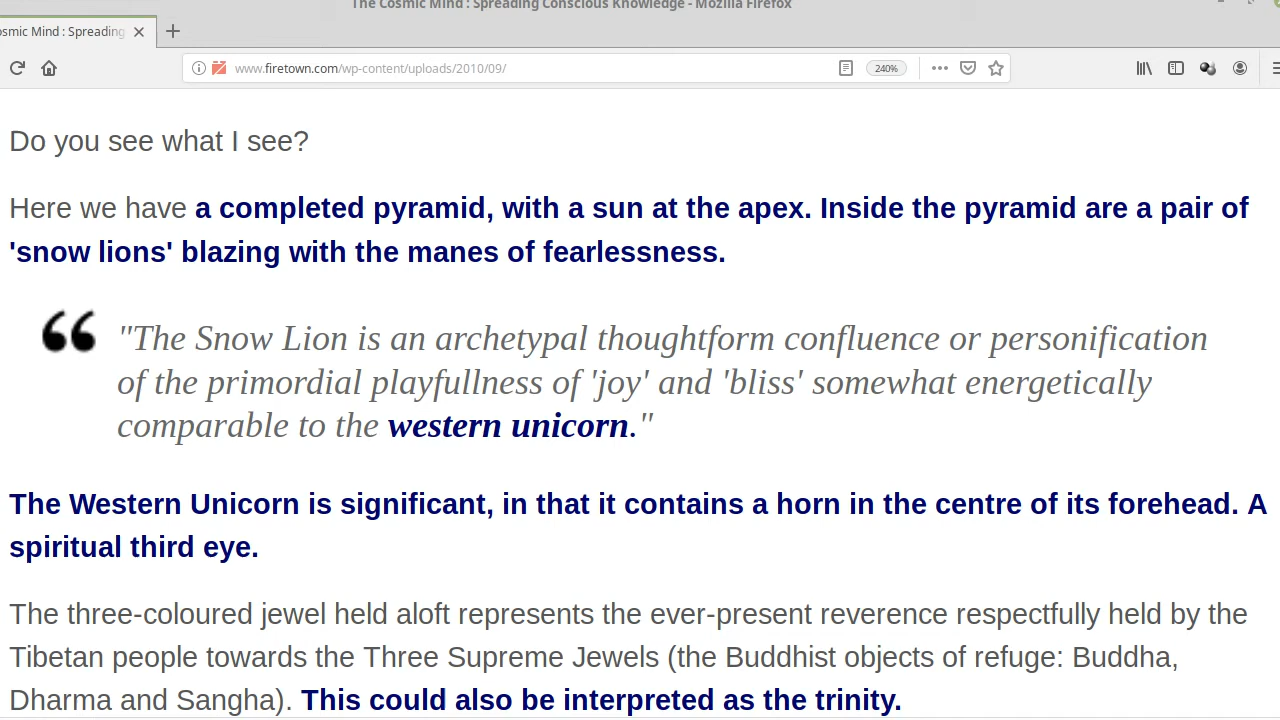 The Cosmic Mind : Spreading Conscious Knowledge - Mozilla Firefox
osmic Mind : Spreading
www.firetown.com/wp-content/uploads/2010/09/
240%
Do you see what I see?
Here we have a completed pyramid, with a sun at the apex. Inside the pyramid are a pair of
'snow lions' blazing with the manes of fearlessness.
"The Snow Lion is an archetypal thoughtform confluence or personification
of the primordial playfullness of 'joy' and 'bliss' somewhat energetically
comparable to the western unicorn."
The Western Unicorn is significant, in that it contains a horn in the centre of its forehead. A
spiritual third eye.
The three-coloured jewel held aloft represents the ever-present reverence respectfully held by the
Tibetan people towards the Three Supreme Jewels (the Buddhist objects of refuge: Buddha,
Dharma and Sangha). This could also be interpreted as the trinity.